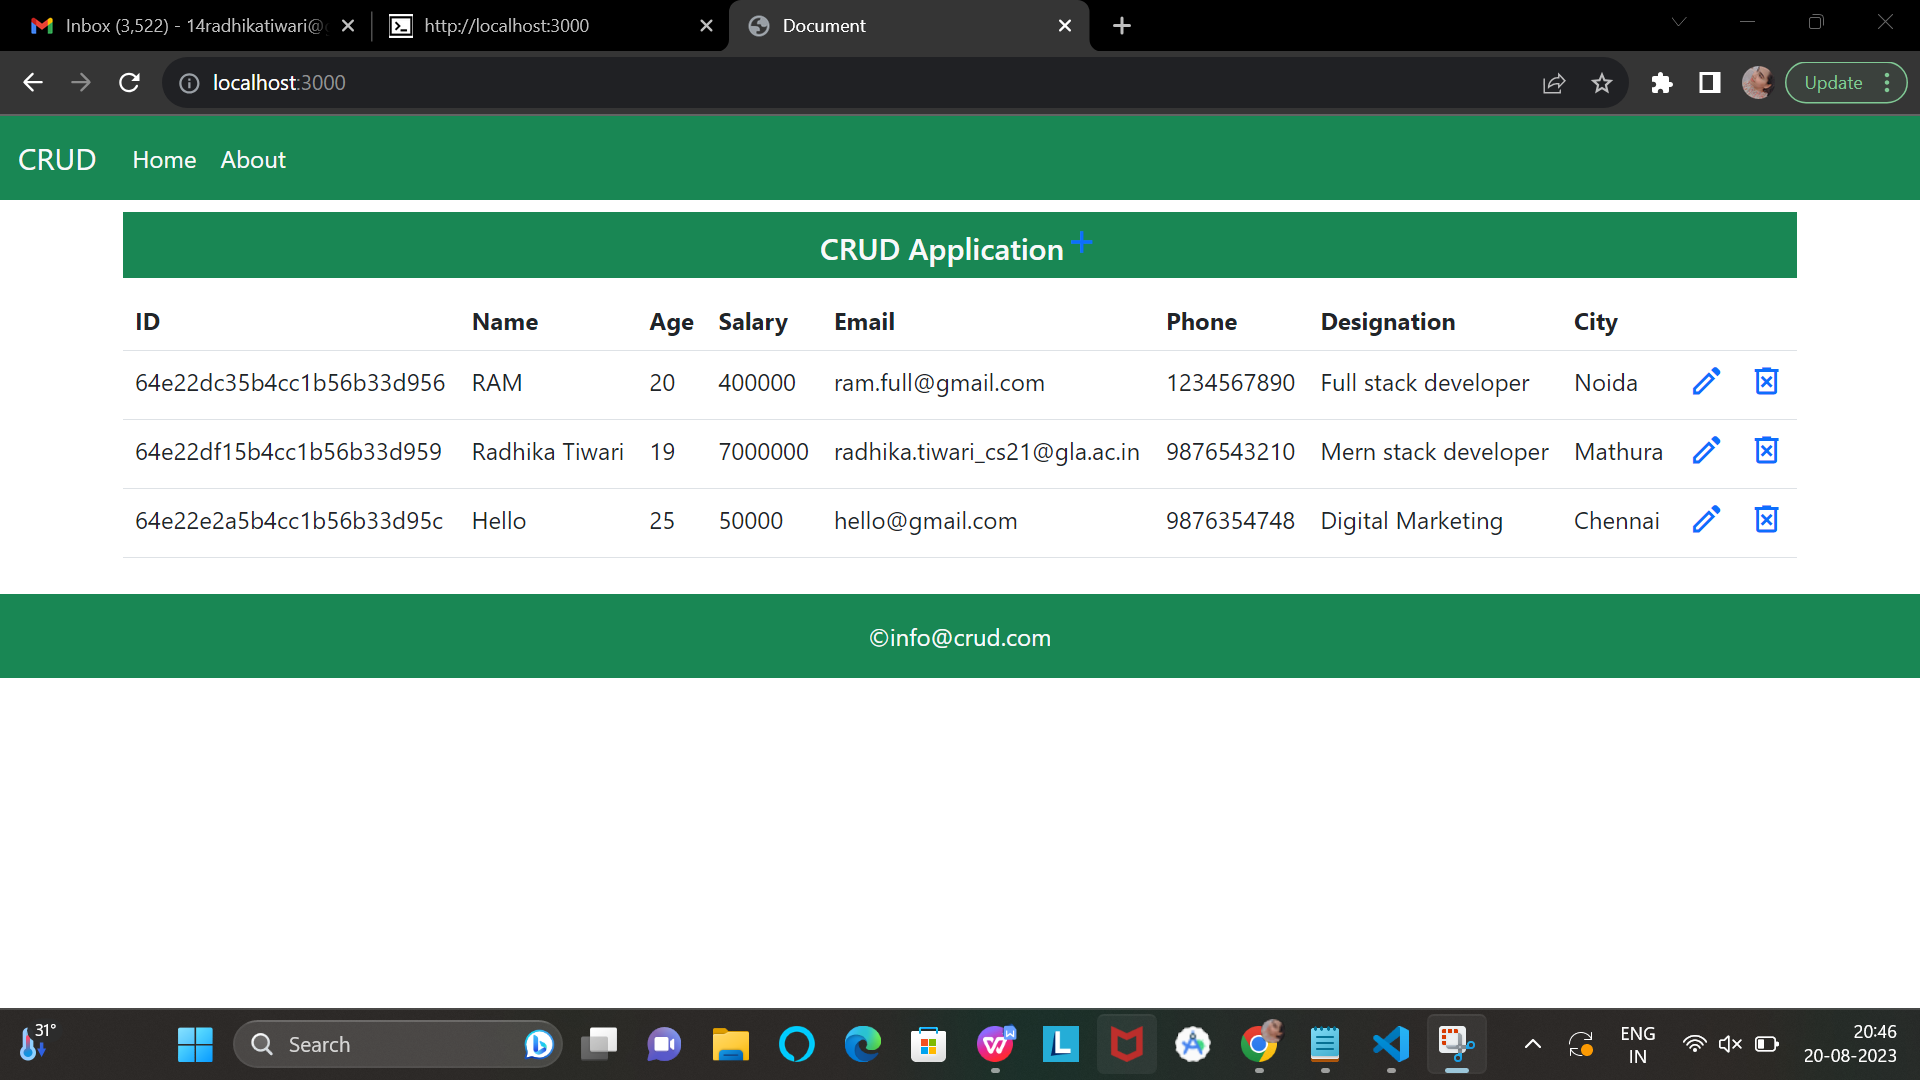 Inbox (3,522) - 14radhikatiwari@
http://localhost:3000
Document
localhost:3000
Update
CRUD Home About
CRUD Application +
ID Name Age Salary Email Phone Designation City
64e22dc35b4cc1b56b33d956 RAM 20 400000 ram.full@gmail.com 1234567890 Full stack developer Noida
64e22df15b4cc1b56b33d959 Radhika Tiwari 19 7000000 radhika.tiwari_cs21@gla.ac.in 9876543210 Mern stack developer Mathura
64e22e2a5b4cc1b56b33d95c Hello 25 50000 hello@gmail.com 9876354748 Digital Marketing Chennai
©info@crud.com
31°
Search
ENG
IN
20:46
20-08-2023